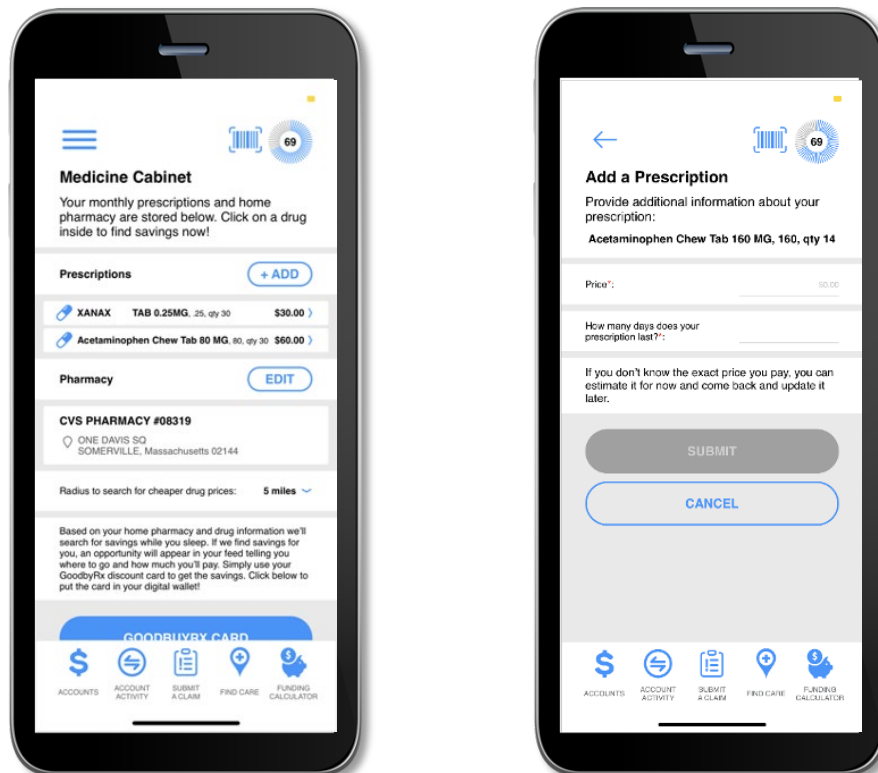 69
Medicine Cabinet
Your monthly prescriptions and home
pharmacy are stored below. Click on a drug
inside to find savings now!
Prescriptions + ADD
XANAX TAB 0.25MG, .25, qty 30 $30.00 >
Acetaminophen Chew Tab 80 MG, 80, qty 30 $60.00 >
Pharmacy EDIT
CVS PHARMACY #08319
ONE DAVIS SQ
SOMERVILLE, Massachusetts 02144
Radius to search for cheaper drug prices: 5 miles
Based on your home pharmacy and drug information we'll
search for savings while you sleep. If we find savings for
you, an opportunity will appear in your feed telling you
where to go and how much you'll pay. Simply use your
GoodbyRx discount card to get the savings. Click below to
put the card in your digital wallet!
GOODBUYRX CARD
ACCOUNTS
ACCOUNT
ACTIVITY
SUBMIT
A CLAIM
FIND CARE
FUNDING
CALCULATOR
69
Add a Prescription
Provide additional information about your
prescription:
Acetaminophen Chew Tab 160 MG, 160, qty 14
Price*: $0.00
How many days does your
prescription last?*:
If you don't know the exact price you pay, you can
estimate it for now and come back and update it
later.
SUBMIT
CANCEL
ACCOUNTS
ACCOUNT
ACTIVITY
SUBMIT
A CLAIM
FIND CARE
FUNDING
CALCULATOR